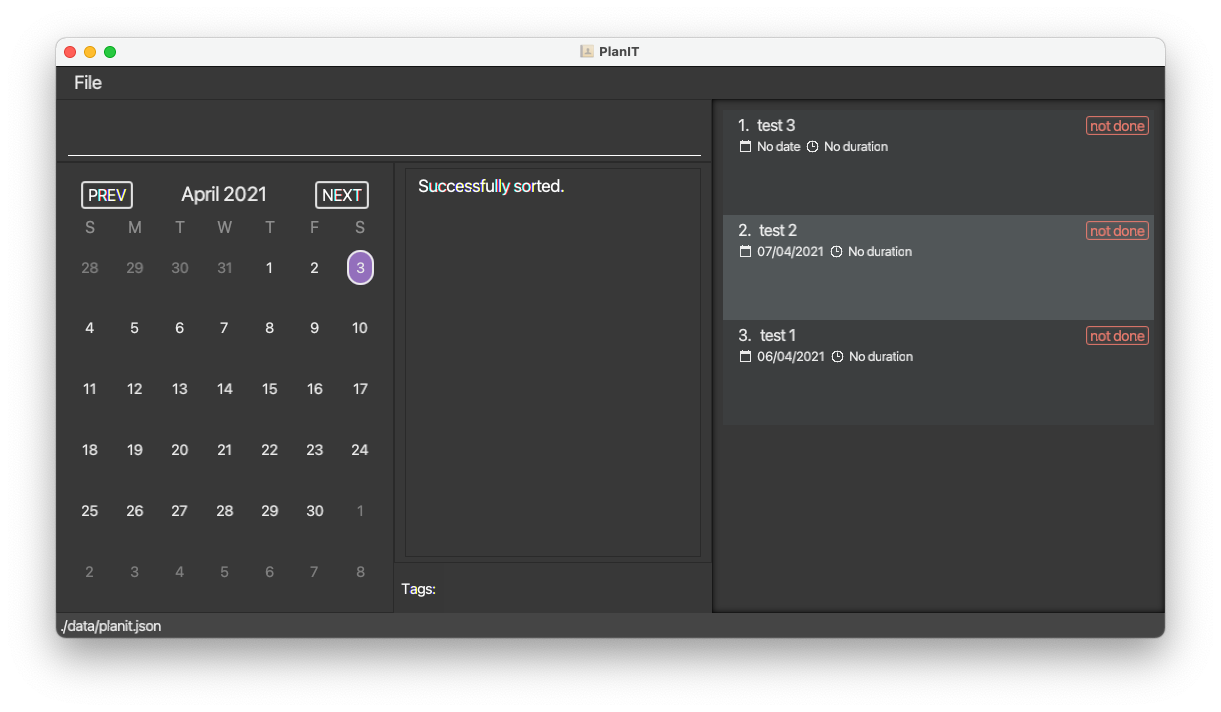 PlanIT
File
PREV April 2021 NEXT
S M T W T F S
28 29 30 31 1 2 3
4 5 6 7 8 9 10
11 12 13 14 15 16 17
18 19 20 21 22 23 24
25 26 27 28 29 30 1
2 3 4 5 6 7 8
Successfully sorted.
Tags:
1. test 3 not done
No date No duration
2. test 2 not done
07/04/2021 No duration
3. test 1 not done
06/04/2021 No duration
./data/planit.json